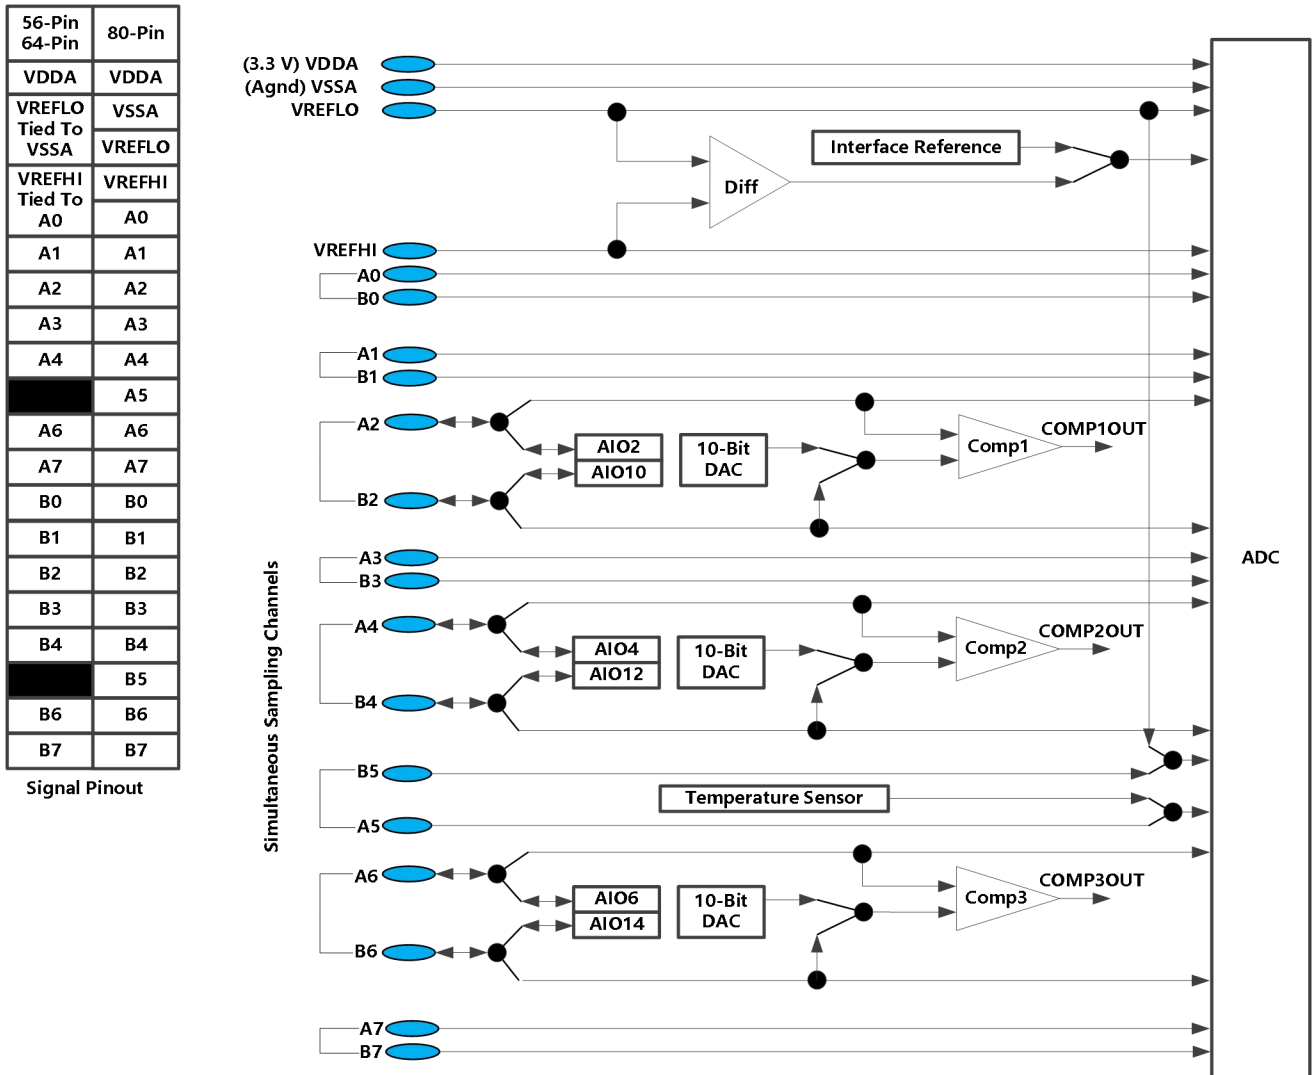 56-Pin
64-Pin
80-Pin
VDDA
VDDA
VREFLO
Tied To
VSSA
VSSA
VREFLO
VREFHI
Tied To
A0
VREFHI
A0
A1
A1
A2
A2
A3
A3
A4
A4
A5
A6
A6
A7
A7
B0
B0
B1
B1
B2
B2
B3
B3
B4
B4
B5
B6
B6
B7
B7
Signal Pinout
Simultaneous Sampling Channels
(3.3 V) VDDA
(Agnd) VSSA
VREFLO
Interface Reference
Diff
VREFHI
A0
B0
A1
B1
A2
AIO2
AIO10
10-Bit
DAC
Comp1
COMP1OUT
B2
A3
B3
ADC
A4
AIO4
AIO12
10-Bit
DAC
Comp2
COMP2OUT
B4
B5
Temperature Sensor
A5
A6
AIO6
AIO14
10-Bit
DAC
Comp3
COMP3OUT
B6
A7
B7